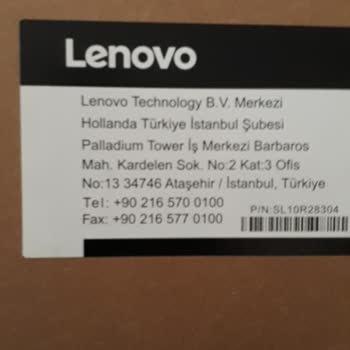 Lenovo
Lenovo Technology B.V. Merkezi
Hollanda Türkiye İstanbul Şubesi
Palladium Tower İş Merkezi Barbaros
Mah. Kardelen Sok. No:2 Kat:3 Ofis
No:13 34746 Ataşehir / İstanbul, Türkiye
Tel: +90 216 570 0100
Fax: +90 216 577 0100
P/N:SL10R28304